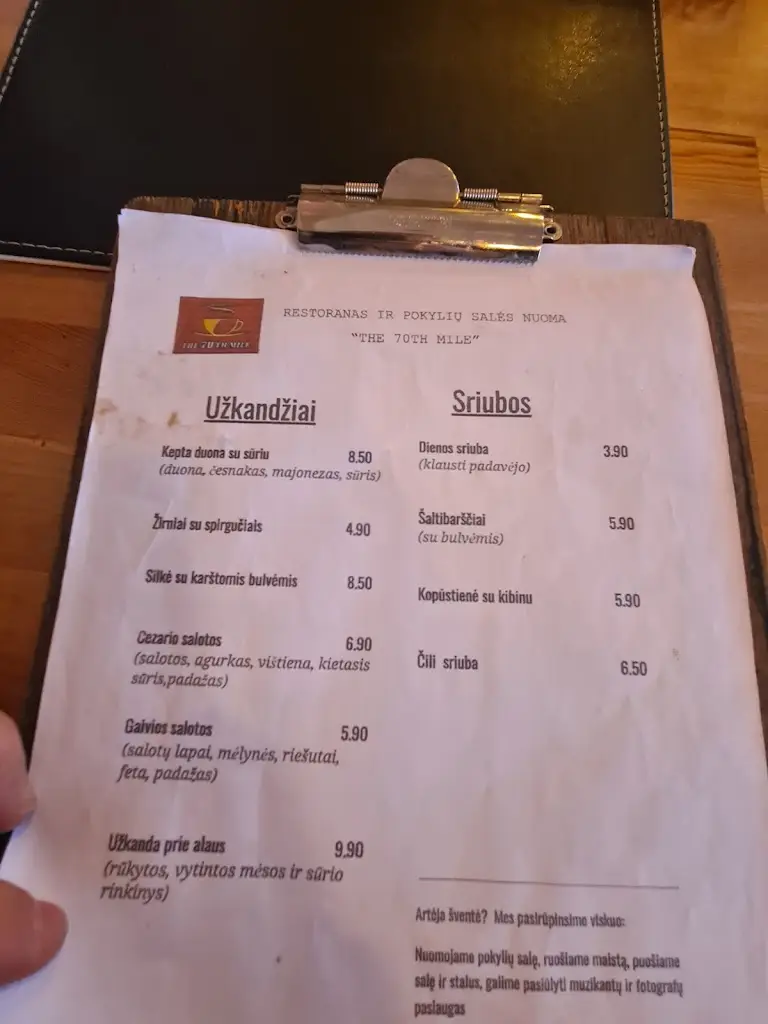 THE 70TH MILE
RESTORANAS IR POKYLIŲ SALĖS NUOMA
"THE 70TH MILE"
Užkandžiai
Kepta duona su sūriu 8.50
(duona, česnakas, majonezas, sūris)
Žirniai su spirgučiais 4.90
Silkė su karštomis bulvėmis 8.50
Cezario salotos 6.90
(salotos, agurkas, vištiena, kietasis
sūris,padažas)
Gaivios salotos 5.90
(salotų lapai, mėlynės, riešutai,
feta, padažas)
Užkanda prie alaus 9.90
(rūkytos, vytintos mėsos ir sūrio
rinkinys)
Sriubos
Dienos sriuba 3.90
(klausti padavėjo)
Šaltibarščiai 5.90
(su bulvėmis)
Kopūstienė su kibinu 5.90
Čili sriuba 6.50
Artėja šventė? Mes pasirūpinsime viskuo:
Nuomojame pokylių salę, ruošiame maistą, puošiame
salę ir stalus, galime pasiūlyti muzikantų ir fotografų
paslaugas